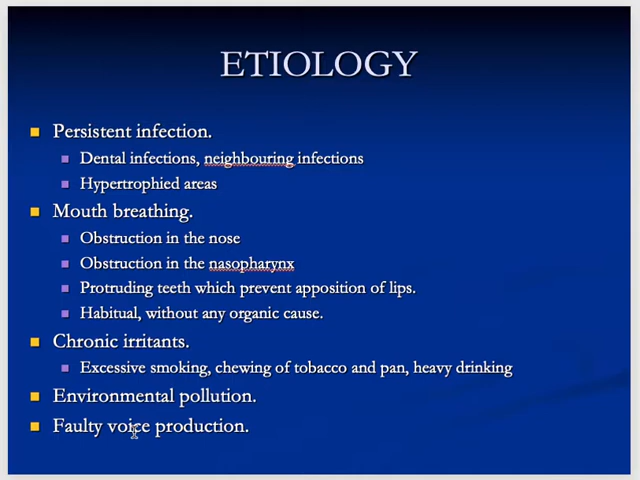 ETIOLOGY
Persistent infection.
Dental infections, neighbouring infections
Hypertrophied areas
Mouth breathing.
Obstruction in the nose
Obstruction in the nasopharynx
Protruding teeth which prevent apposition of lips.
Habitual, without any organic cause.
Chronic irritants.
Excessive smoking, chewing of tobacco and pan, heavy drinking
Environmental pollution.
Faulty voice production.